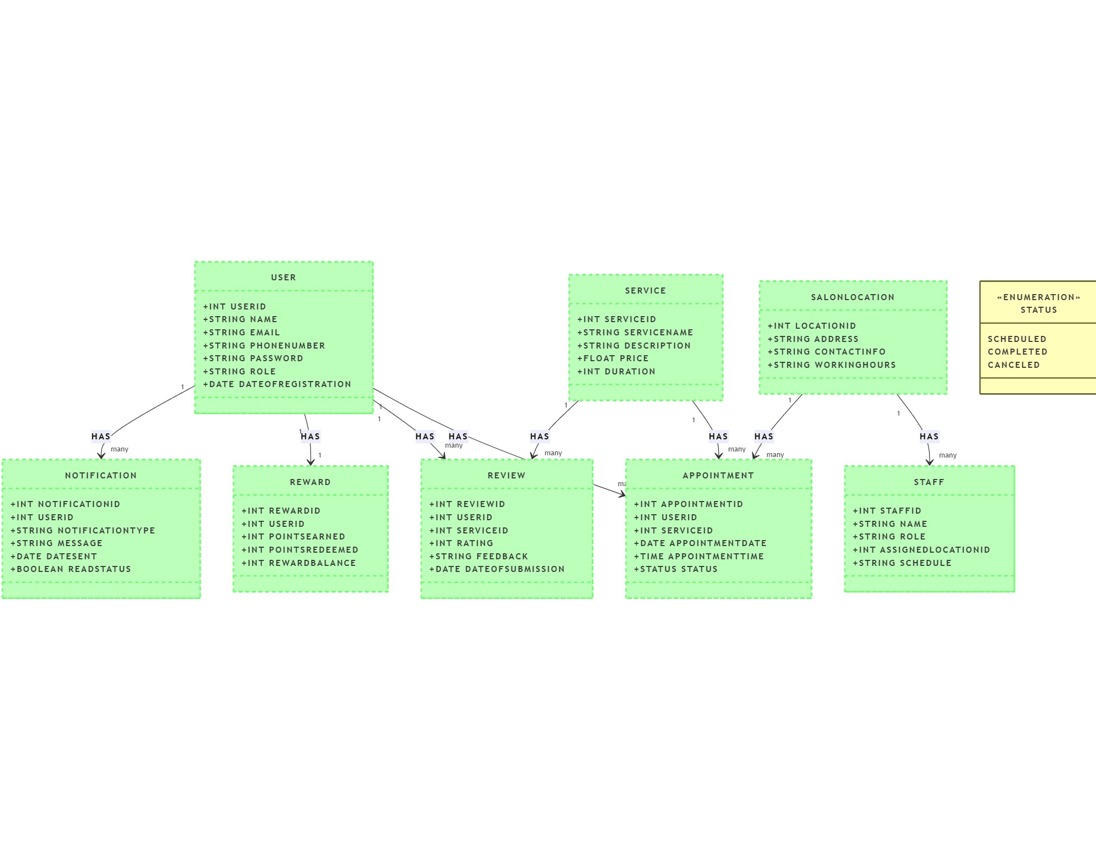 USER
+INT USERID
+STRING NAME
+STRING EMAIL
+STRING PHONENUMBER
+STRING PASSWORD
+STRING ROLE
+DATE DATEOFREGISTRATION
SERVICE
+INT SERVICEID
+STRING SERVICENAME
+STRING DESCRIPTION
+FLOAT PRICE
+INT DURATION
SALONLOCATION
+INT LOCATIONID
+STRING ADDRESS
+STRING CONTACTINFO
+STRING WORKINGHOURS
«ENUMERATION»
STATUS
SCHEDULED
COMPLETED
CANCELED
1
HAS
many
1
HAS
1
1
HAS
many
1
HAS
1
HAS
many
1
HAS
many
1
HAS
many
1
HAS
many
NOTIFICATION
+INT NOTIFICATIONID
+INT USERID
+STRING NOTIFICATIONTYPE
+STRING MESSAGE
+DATE DATESENT
+BOOLEAN READSTATUS
REWARD
+INT REWARDID
+INT USERID
+INT POINTSEARNED
+INT POINTSREDEEMED
+INT REWARDBALANCE
REVIEW
+INT REVIEWID
+INT USERID
+INT SERVICEID
+INT RATING
+STRING FEEDBACK
+DATE DATEOFSUBMISSION
APPOINTMENT
+INT APPOINTMENTID
+INT USERID
+INT SERVICEID
+DATE APPOINTMENTDATE
+TIME APPOINTMENTTIME
+STATUS STATUS
STAFF
+INT STAFFID
+STRING NAME
+STRING ROLE
+INT ASSIGNEDLOCATIONID
+STRING SCHEDULE